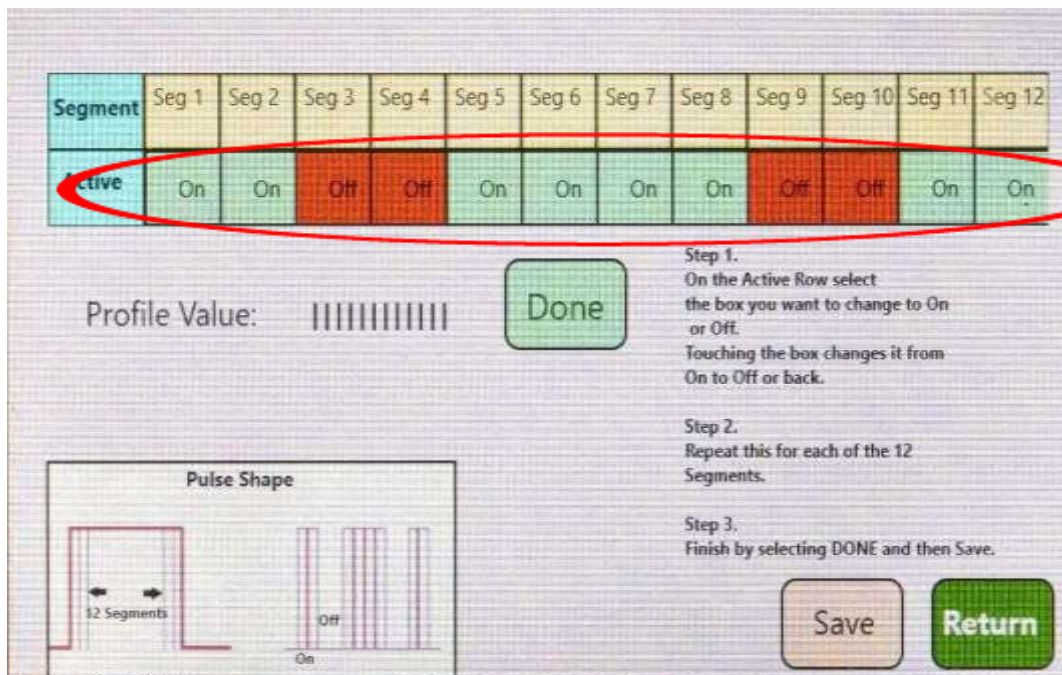 Segment Seg 1 Seg 2 Seg 3 Seg 4 Seg 5 Seg 6 Seg 7 Seg 8 Seg 9 Seg 10 Seg 11 Seg 12
Active On On Off Off On On On On Off Off On On
Profile Value: |||||||||||| Done
Step 1.
On the Active Row select
the box you want to change to On
or Off.
Touching the box changes it from
On to Off or back.
Step 2.
Repeat this for each of the 12
Segments.
Step 3.
Finish by selecting DONE and then Save.
Pulse Shape
12 Segments
Off
On
Save
Return